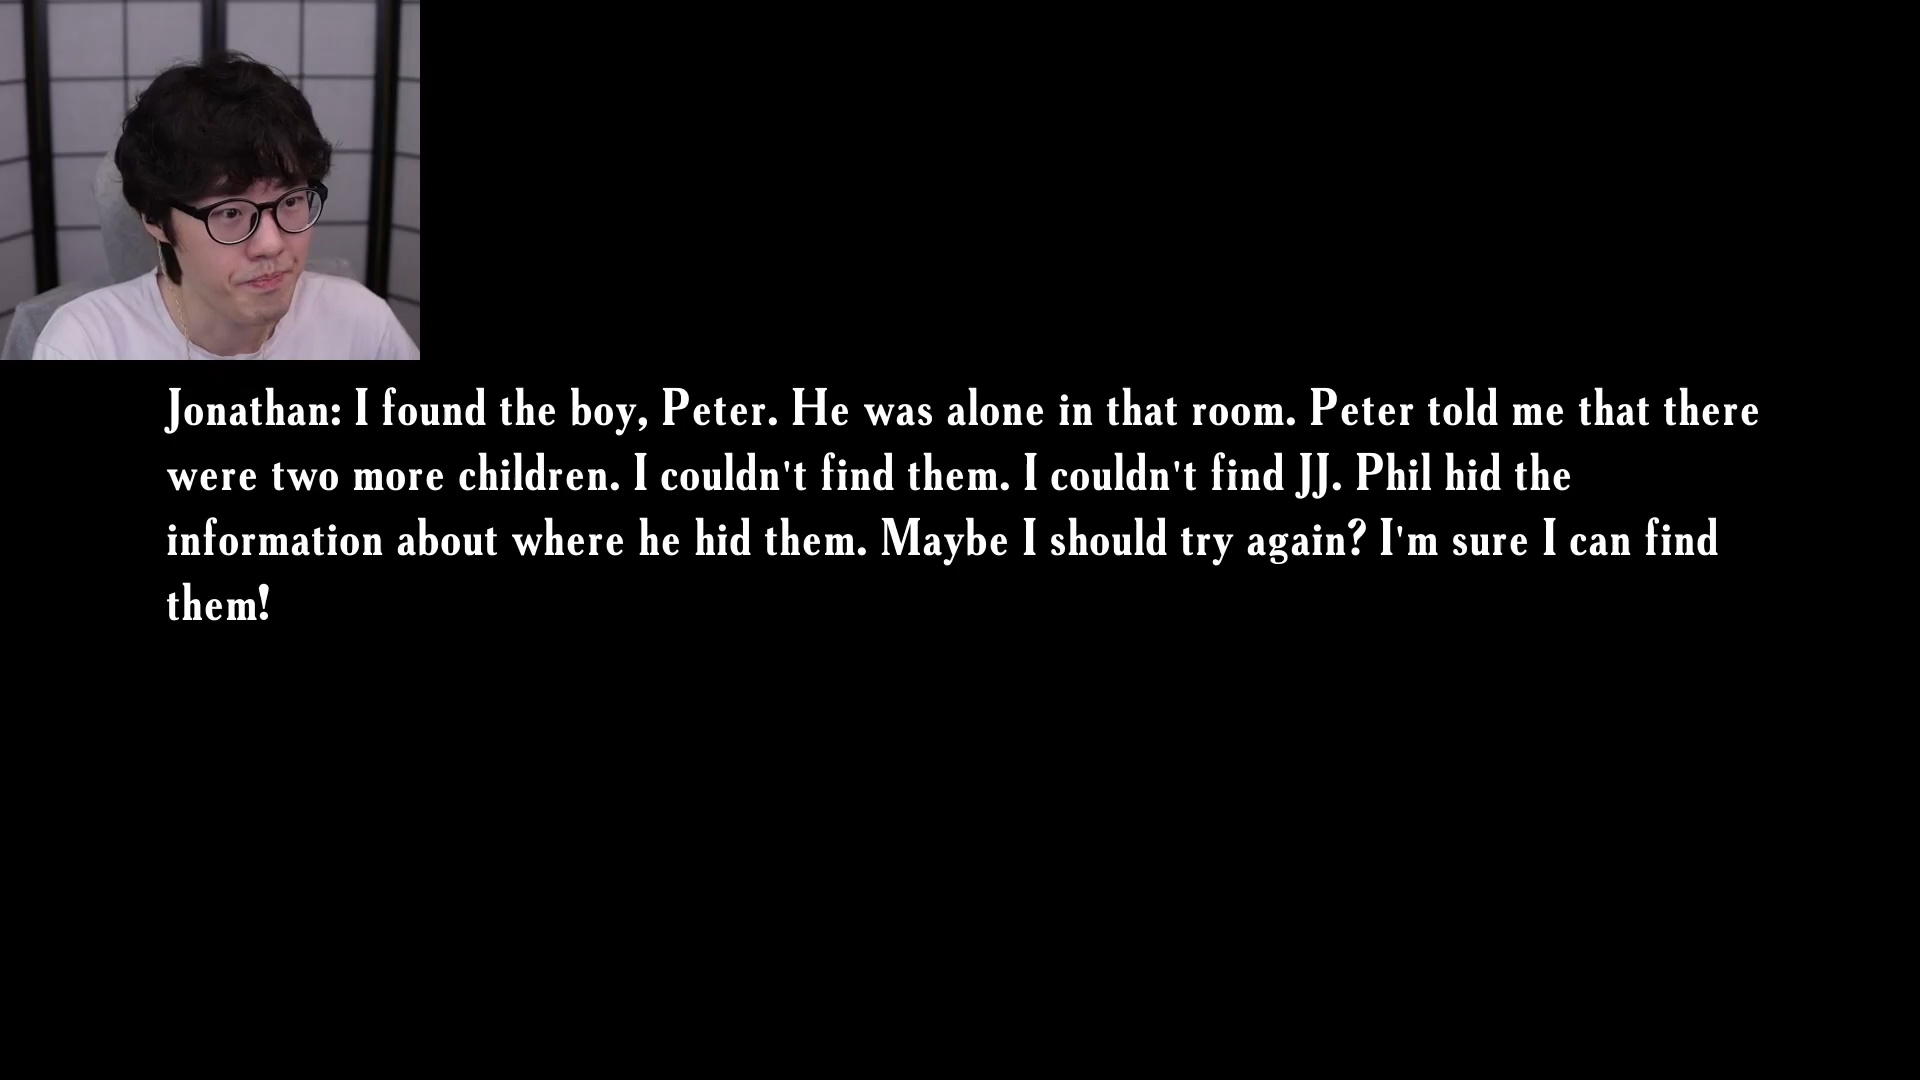 Jonathan: I found the boy, Peter. He was alone in that room. Peter told me that there
were two more children. I couldn't find them. I couldn't find JJ. Phil hid the
information about where he hid them. Maybe I should try again? I'm sure I can find
them!